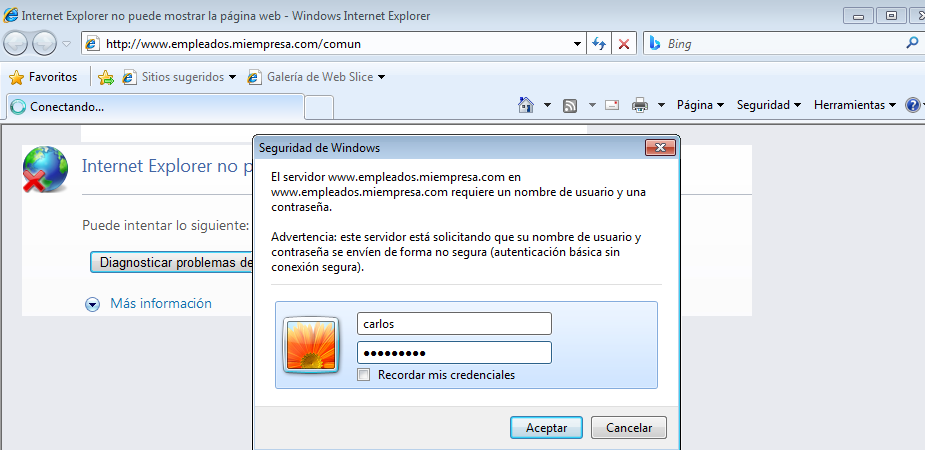 Internet Explorer no puede mostrar la página web - Windows Internet Explorer
http://www.empleados.miempresa.com/comun
Bing
Favoritos
Sitios sugeridos
Galería de Web Slice
Conectando...
Página
Seguridad
Herramientas
Internet Explorer no p
Puede intentar lo siguiente:
Diagnosticar problemas de
Más información
Seguridad de Windows
El servidor www.empleados.miempresa.com en
www.empleados.miempresa.com requiere un nombre de usuario y una
contraseña.
Advertencia: este servidor está solicitando que su nombre de usuario y
contraseña se envíen de forma no segura (autenticación básica sin
conexión segura).
carlos
●●●●●●●●●
Recordar mis credenciales
Aceptar
Cancelar